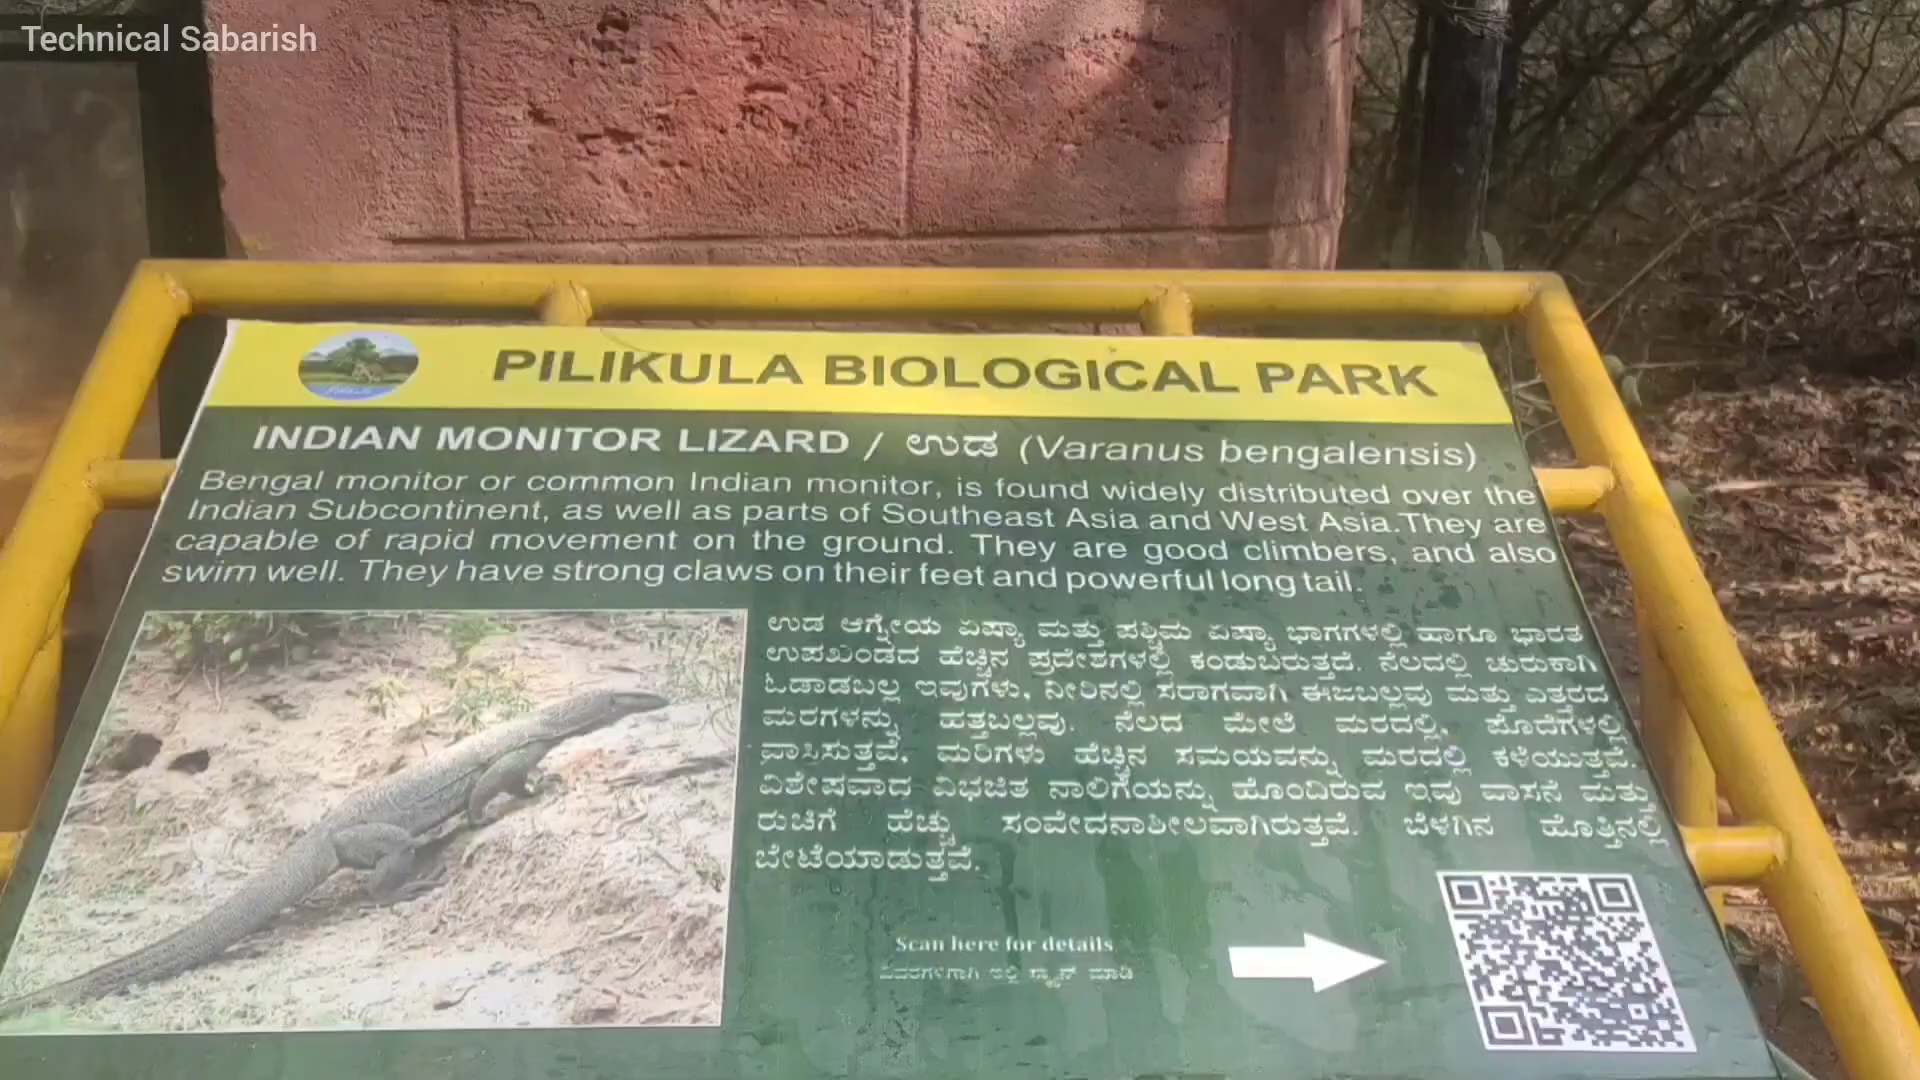 Technical Sabarish
PILIKULA BIOLOGICAL PARK
INDIAN MONITOR LIZARD / ಉಡ (Varanus bengalensis)
Bengal monitor or common Indian monitor, is found widely distributed over the
Indian Subcontinent, as well as parts of Southeast Asia and West Asia.They are
capable of rapid movement on the ground. They are good climbers, and also
swim well. They have strong claws on their feet and powerful long tail.
ಉಡ ಆಗ್ನೇಯ ಏಷ್ಯಾ ಮತ್ತು ಪಶ್ಚಿಮ ಏಷ್ಯಾ ಭಾಗಗಳಲ್ಲಿ ಹಾಗೂ ಭಾರತ
ಉಪಖಂಡದ ಹೆಚ್ಚಿನ ಪ್ರದೇಶಗಳಲ್ಲಿ ಕಂಡುಬರುತ್ತದೆ. ನೆಲದಲ್ಲಿ ಚುರುಕಾಗಿ
ಓಡಾಡಬಲ್ಲ ಇವುಗಳು, ನೀರಿನಲ್ಲಿ ಸರಾಗವಾಗಿ ಈಜಬಲ್ಲವು ಮತ್ತು ಎತ್ತರದ
ಮರಗಳನ್ನು ಹತ್ತಬಲ್ಲವು. ನೆಲದ ಮೇಲೆ ಮರದಲ್ಲಿ, ಪೊದೆಗಳಲ್ಲಿ
ವಾಸಿಸುತ್ತವೆ. ಮರಿಗಳು ಹೆಚ್ಚಿನ ಸಮಯವನ್ನು ಮರದಲ್ಲಿ ಕಳೆಯುತ್ತವೆ.
ವಿಶೇಷವಾದ ವಿಭಜಿತ ನಾಲಿಗೆಯನ್ನು ಹೊಂದಿರುವ ಇವು ವಾಸನೆ ಮತ್ತು
ರುಚಿಗೆ ಹೆಚ್ಚು ಸಂವೇದನಾಶೀಲವಾಗಿರುತ್ತವೆ. ಬೆಳಗಿನ ಹೊತ್ತಿನಲ್ಲಿ
ಬೇಟೆಯಾಡುತ್ತವೆ.
Scan here for details
ವಿವರಗಳಿಗಾಗಿ ಇಲ್ಲಿ ಸ್ಕ್ಯಾನ್ ಮಾಡಿ